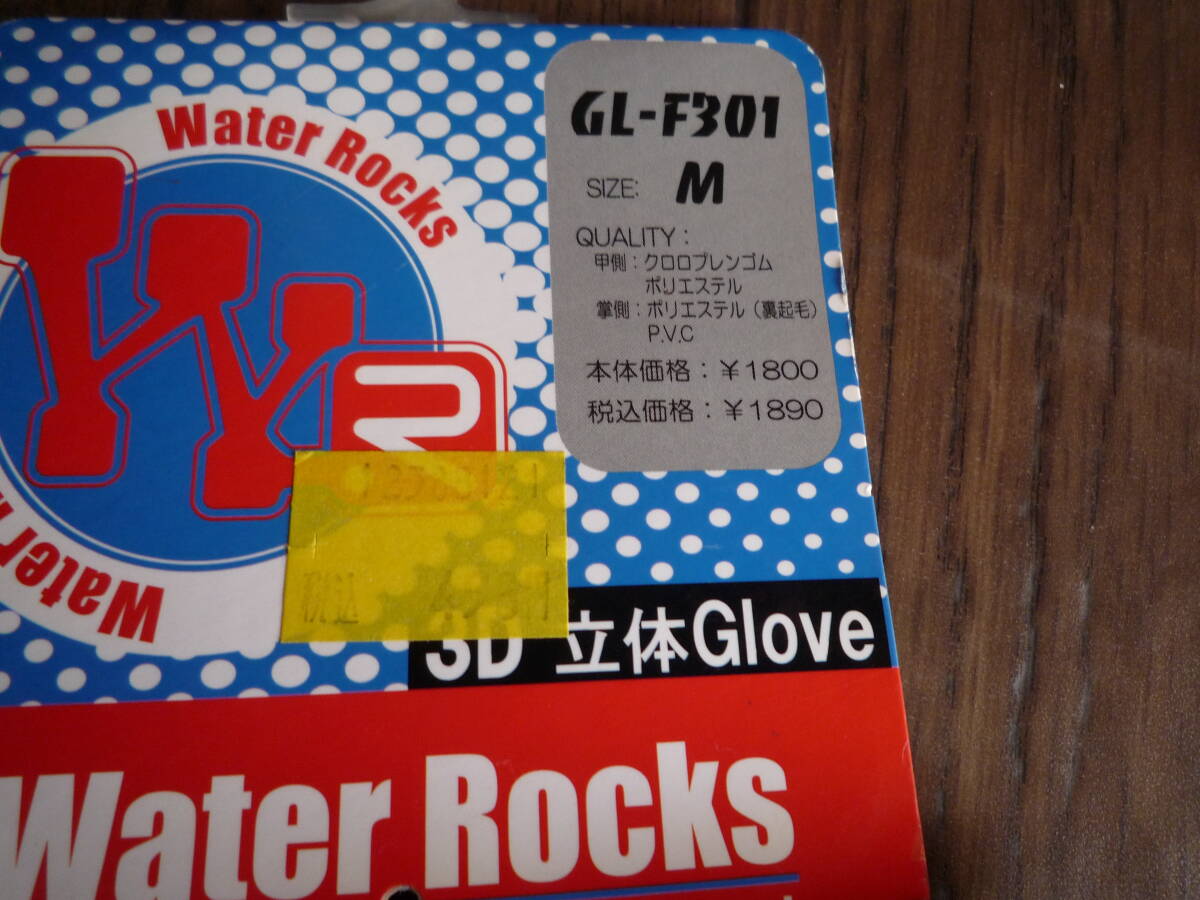 Water Rocks
GL-F301
SIZE: M
QUALITY：
甲側：クロロプレンゴム
ポリエステル
掌側：ポリエステル（裏起毛）
P.V.C
本体価格：￥1800
税込価格：￥1890
Water
税込
3D 立体Glove
Water Rocks